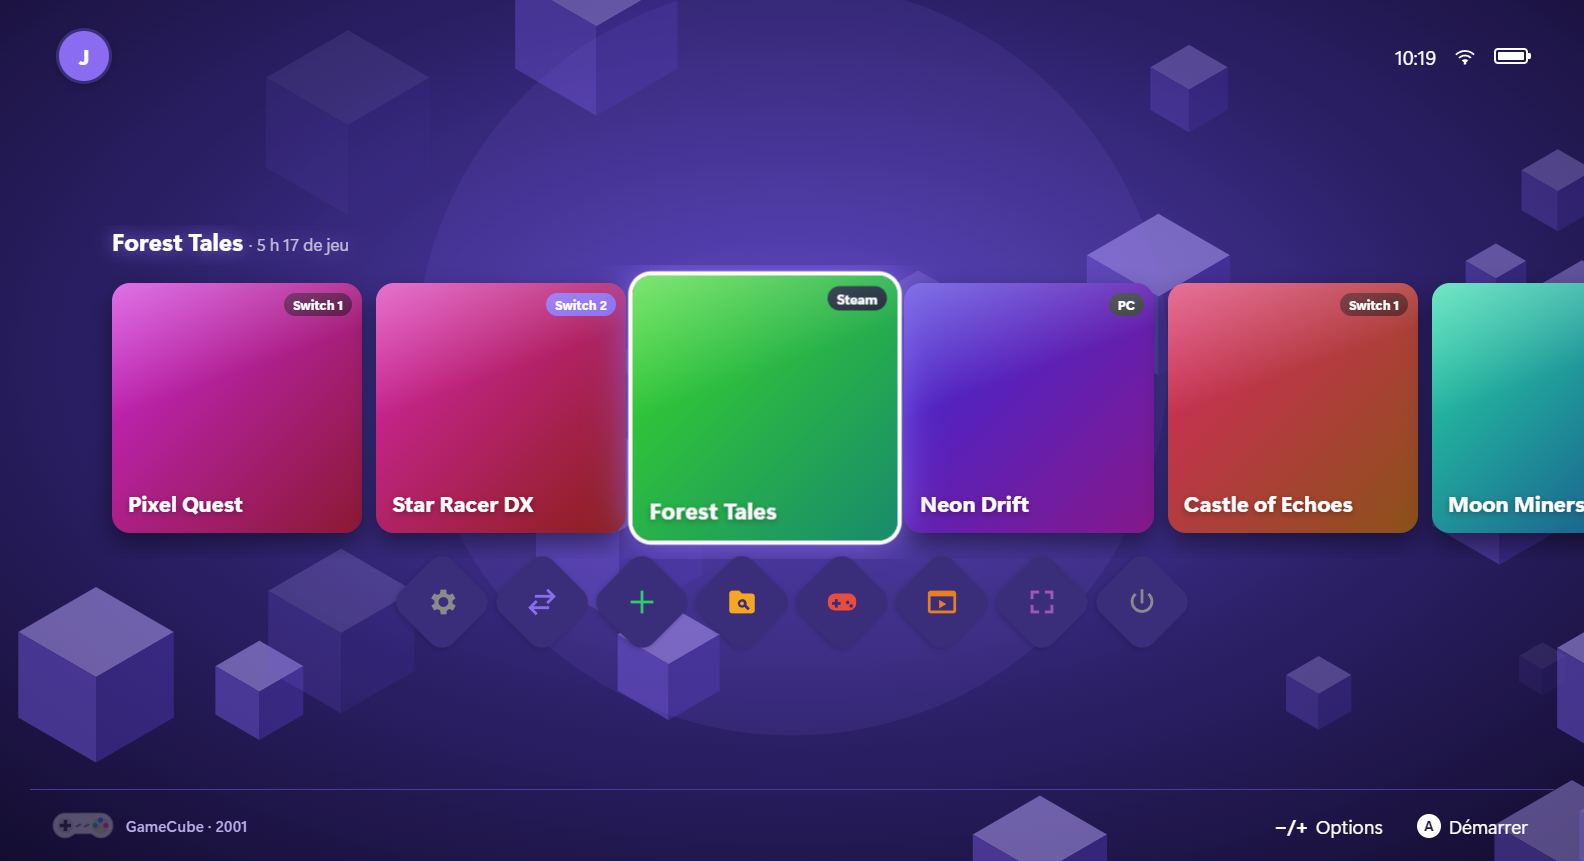 J
10:19
Forest Tales · 5 h 17 de jeu
Switch 1
Switch 2
Steam
PC
Switch 1
Pixel Quest
Star Racer DX
Forest Tales
Neon Drift
Castle of Echoes
Moon Miners
GameCube · 2001
−/+ Options
A Démarrer